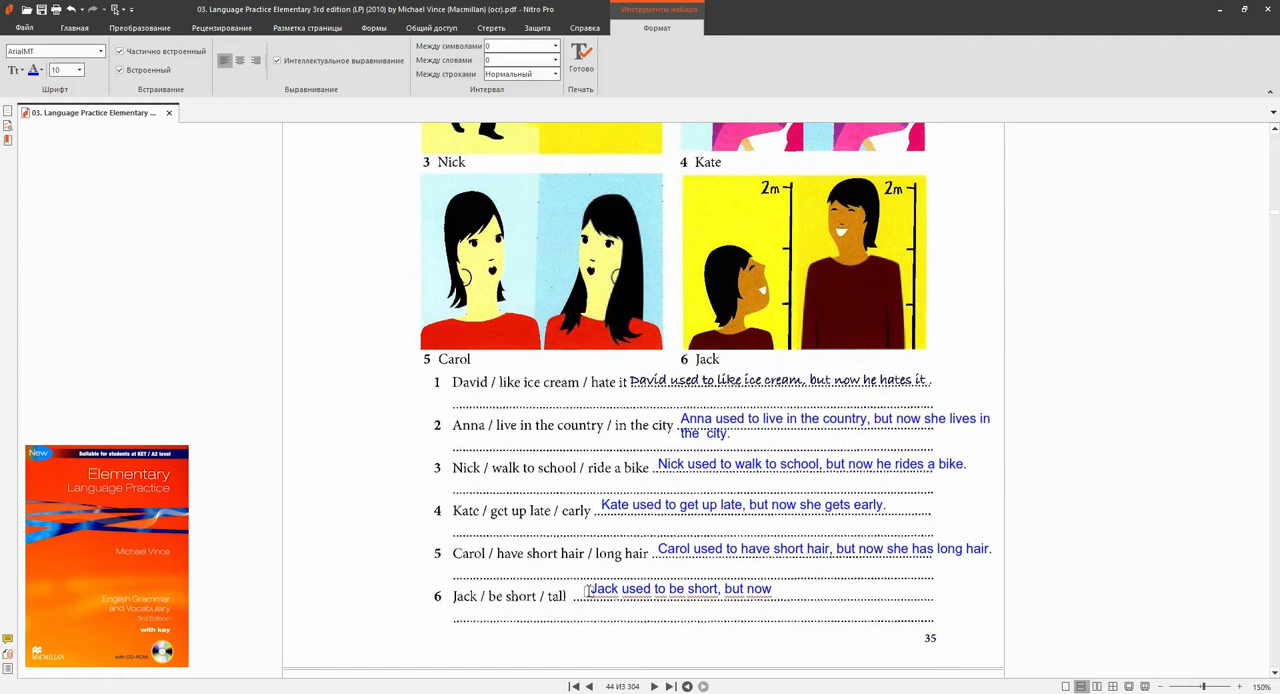 03. Language Practice Elementary 3rd edition (LP) (2010) by Michael Vince (Macmillan) (ocr).pdf - Nitro Pro
Инструменты набора
Файл
Главная
Преобразование
Рецензирование
Разметка страницы
Формы
Общий доступ
Стереть
Защита
Справка
Формат
ArialMT
Частично встроенный
Между символами 0
Интеллектуальное выравнивание
Между словами 0
Готово
Tt A 10
Встроенный
Между строками Нормальный
Шрифт
Встраивание
Выравнивание
Интервал
Печать
03. Language Practice Elementary ...
3 Nick
4 Kate
2m
2m
5 Carol
6 Jack
1 David / like ice cream / hate it David used to like ice cream, but now he hates it .
2 Anna / live in the country / in the city Anna used to live in the country, but now she lives in
the city.
3 Nick / walk to school / ride a bike Nick used to walk to school, but now he rides a bike.
4 Kate / get up late / early Kate used to get up late, but now she gets early.
5 Carol / have short hair / long hair Carol used to have short hair, but now she has long hair.
6 Jack / be short / tall Jack used to be short, but now
35
New
Suitable for students at KET / A2 level
Elementary
Language Practice
Michael Vince
English Grammar
and Vocabulary
3rd Edition
with key
MACMILLAN
with CD-ROM
44 ИЗ 304
150%